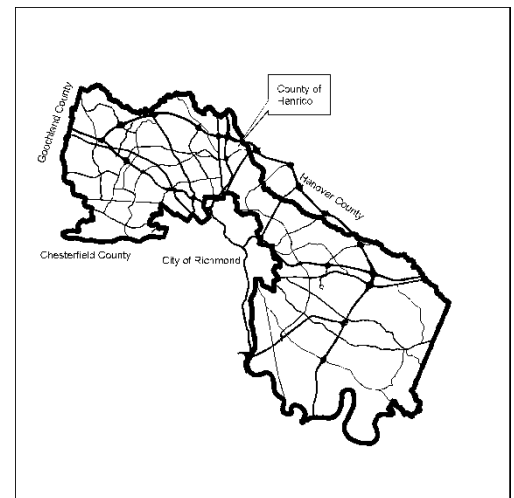 County of
Henrico
Goochland County
Hanover County
Chesterfield County
City of Richmond